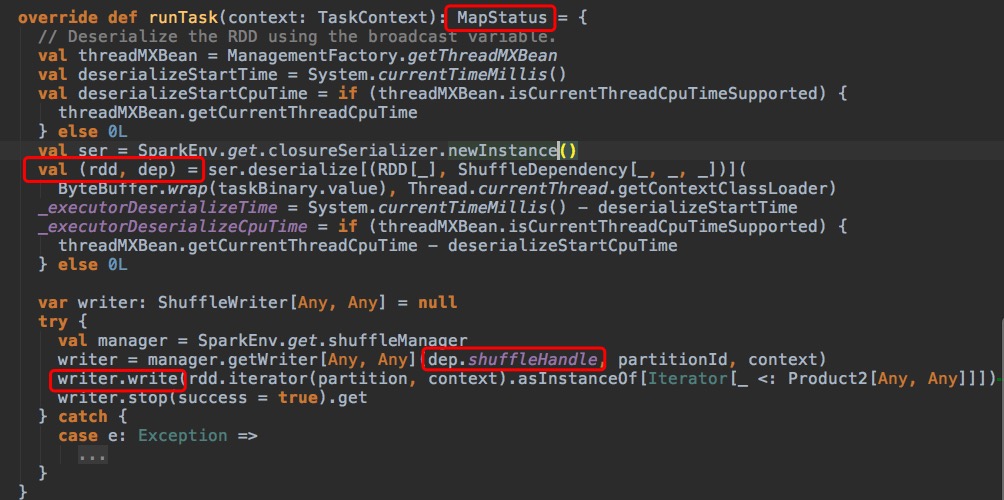 override def runTask(context: TaskContext): MapStatus = {
  // Deserialize the RDD using the broadcast variable.
  val threadMXBean = ManagementFactory.getThreadMXBean
  val deserializeStartTime = System.currentTimeMillis()
  val deserializeStartCpuTime = if (threadMXBean.isCurrentThreadCpuTimeSupported) {
    threadMXBean.getCurrentThreadCpuTime
  } else 0L
  val ser = SparkEnv.get.closureSerializer.newInstance()
  val (rdd, dep) = ser.deserialize[(RDD[_], ShuffleDependency[_, _, _])](
    ByteBuffer.wrap(taskBinary.value), Thread.currentThread.getContextClassLoader)
  _executorDeserializeTime = System.currentTimeMillis() - deserializeStartTime
  _executorDeserializeCpuTime = if (threadMXBean.isCurrentThreadCpuTimeSupported) {
    threadMXBean.getCurrentThreadCpuTime - deserializeStartCpuTime
  } else 0L

  var writer: ShuffleWriter[Any, Any] = null
  try {
    val manager = SparkEnv.get.shuffleManager
    writer = manager.getWriter[Any, Any](dep.shuffleHandle, partitionId, context)
    writer.write(rdd.iterator(partition, context).asInstanceOf[Iterator[_ <: Product2[Any, Any]]])
    writer.stop(success = true).get
  } catch {
    case e: Exception =>
      ...
  }
}